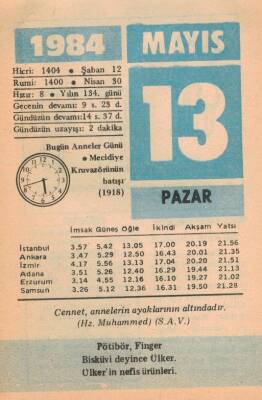 1984
MAYIS
Hicri: 1404 • Şaban 12
Rumi: 1400 • Nisan 30
Hızır: 8 • Yılın 134. günü
Gecenin devamı: 9 s. 23 d.
Gündüzün devamı:14 s. 37 d.
Gündüzün uzayışı: 2 dakika
13
Bugün Anneler Günü
• Mecidiye
Kruvazörünün
batışı
(1918)
PAZAR
İmsak Güneş Öğle İkindi Akşam Yatsı
İstanbul 3.57 5.42 13.05 17.00 20.19 21.56
Ankara 3.47 5.29 12.50 16.43 20.01 21.35
İzmir 4.17 5.56 13.13 17.04 20.20 21.51
Adana 3.51 5.26 12.40 16.29 19.44 21.13
Erzurum 3.14 4.55 12.16 16.10 19.27 21.02
Samsun 3.26 5.12 12.36 16.31 19.50 21.28
Cennet, annelerin ayaklarının altındadır.
(Hz. Muhammed) (S.A.V.)
Pötibör, Finger
Bisküvi deyince Ülker.
Ülker'in nefis ürünleri.